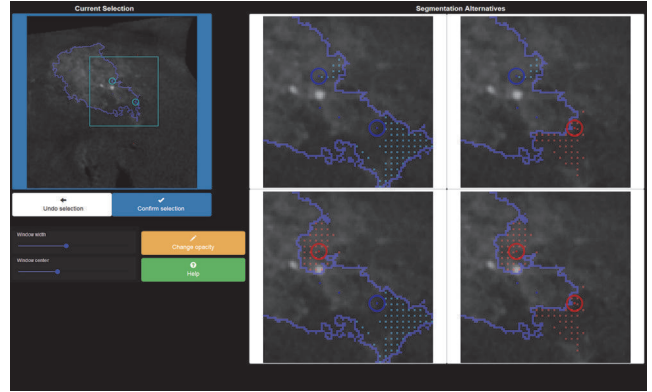 Current Selection
Segmentation Alternatives
Undo selection
Confirm selection
Window width
Change opacity
Window center
Help